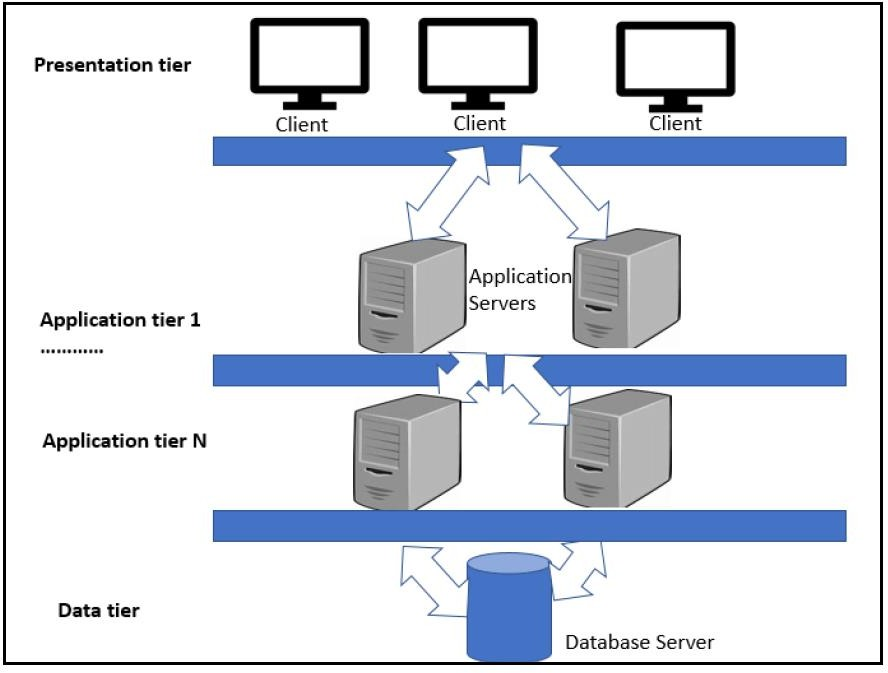 Presentation tier
Client
Client
Client
Application
Servers
Application tier 1
............
Application tier N
Data tier
Database Server